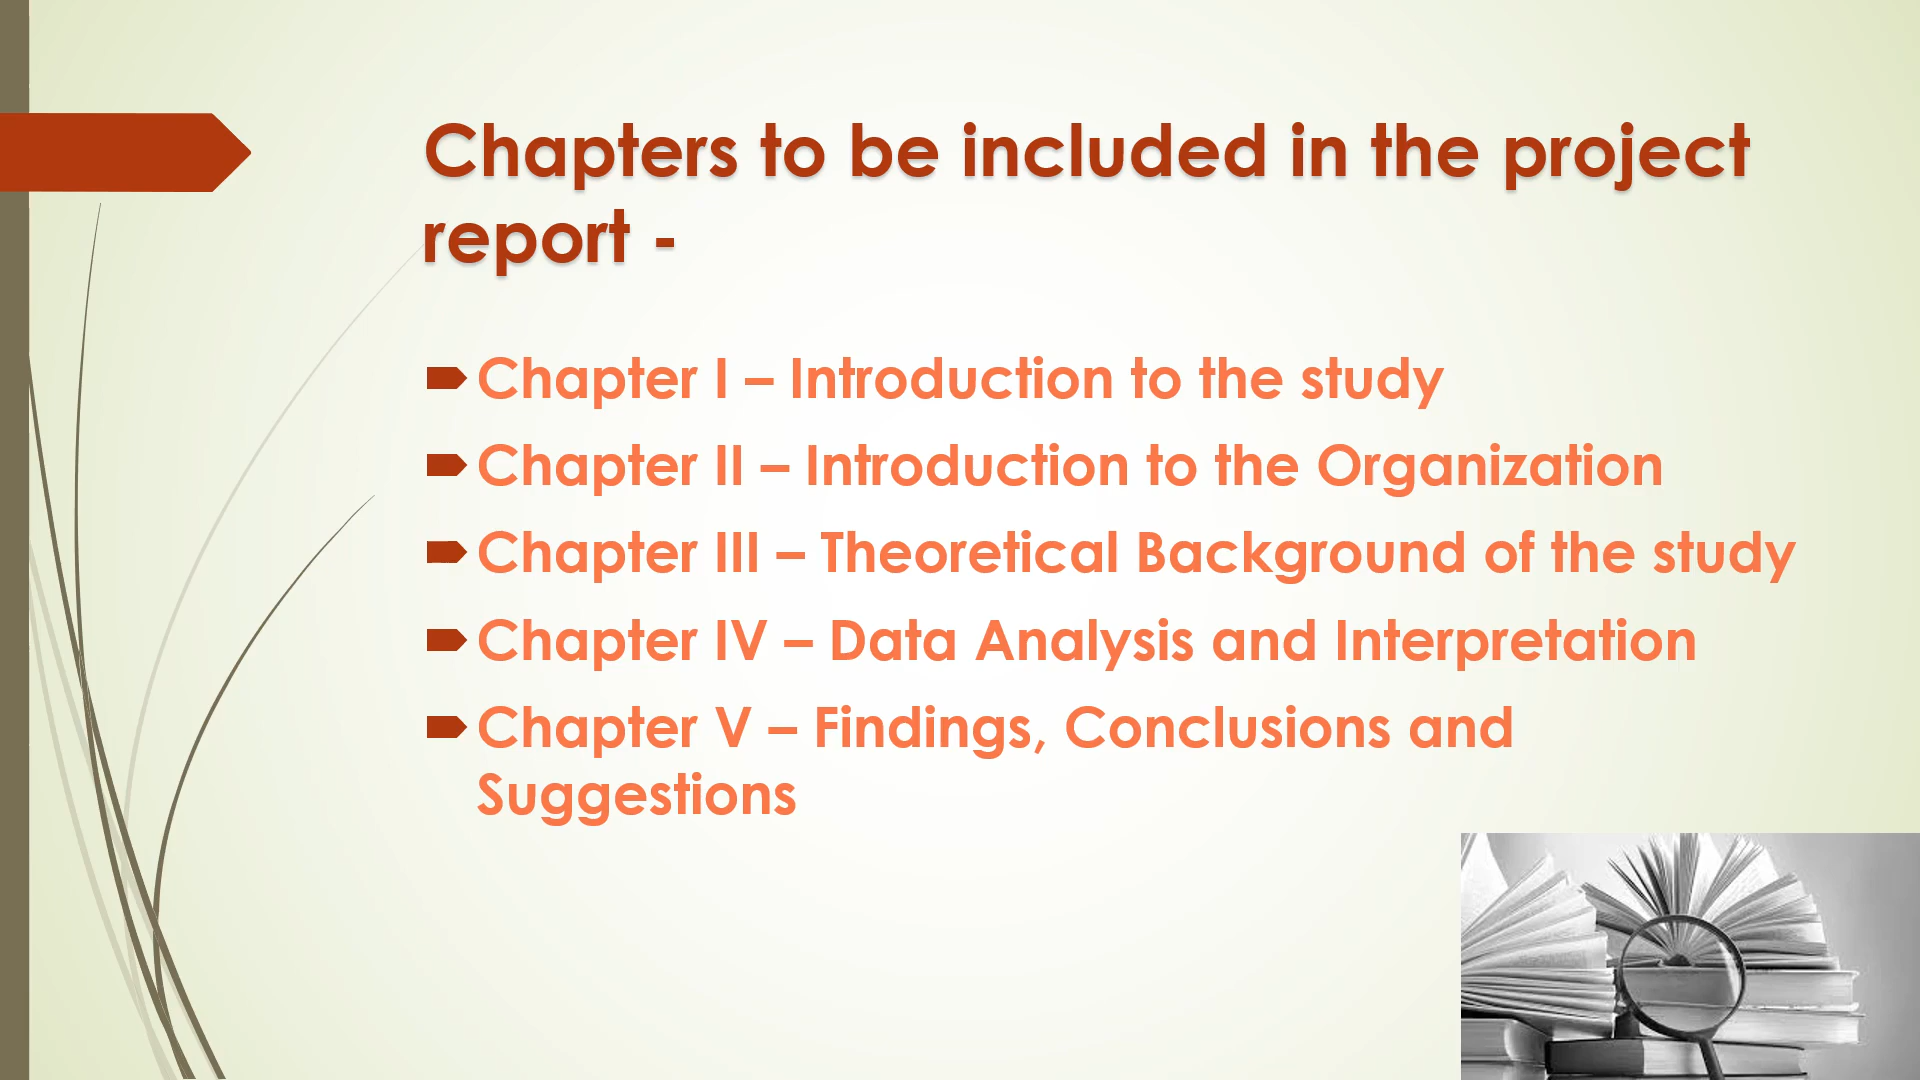 Chapters to be included in the project
report -
Chapter I – Introduction to the study
Chapter II – Introduction to the Organization
Chapter III – Theoretical Background of the study
Chapter IV – Data Analysis and Interpretation
Chapter V – Findings, Conclusions and
Suggestions